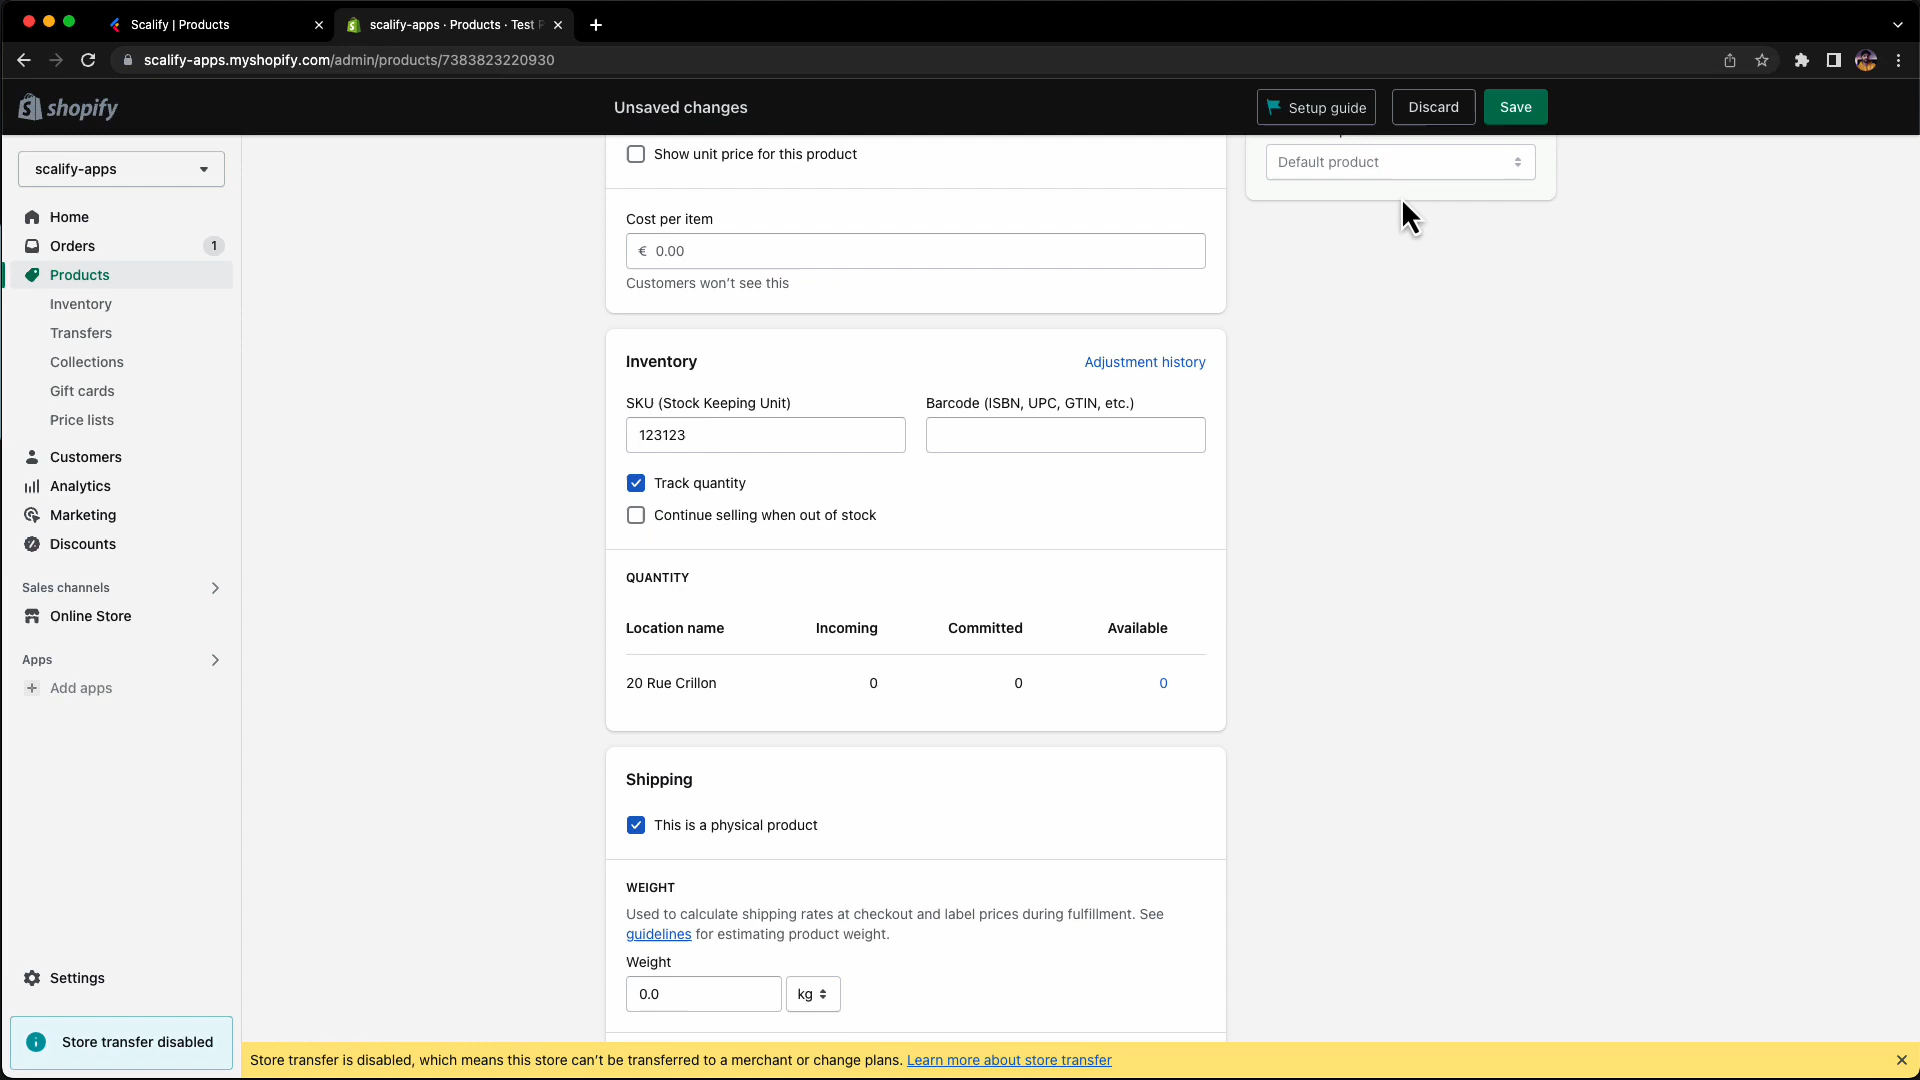 Scalify | Products
scalify-apps · Products · Test
scalify-apps.myshopify.com/admin/products/7383823220930
shopify
Unsaved changes
Setup guide
Discard
Save
scalify-apps
Home
Orders
1
Products
Inventory
Transfers
Collections
Gift cards
Price lists
Customers
Analytics
Marketing
Discounts
Sales channels
Online Store
Apps
Add apps
Settings
Store transfer disabled
Show unit price for this product
Cost per item
€ 0.00
Customers won’t see this
Inventory
Adjustment history
SKU (Stock Keeping Unit)
Barcode (ISBN, UPC, GTIN, etc.)
123123
Track quantity
Continue selling when out of stock
QUANTITY
Location name Incoming Committed Available
20 Rue Crillon 0 0 0
Shipping
This is a physical product
WEIGHT
Used to calculate shipping rates at checkout and label prices during fulfillment. See
guidelines for estimating product weight.
Weight
0.0
kg
Default product
Store transfer is disabled, which means this store can’t be transferred to a merchant or change plans. Learn more about store transfer